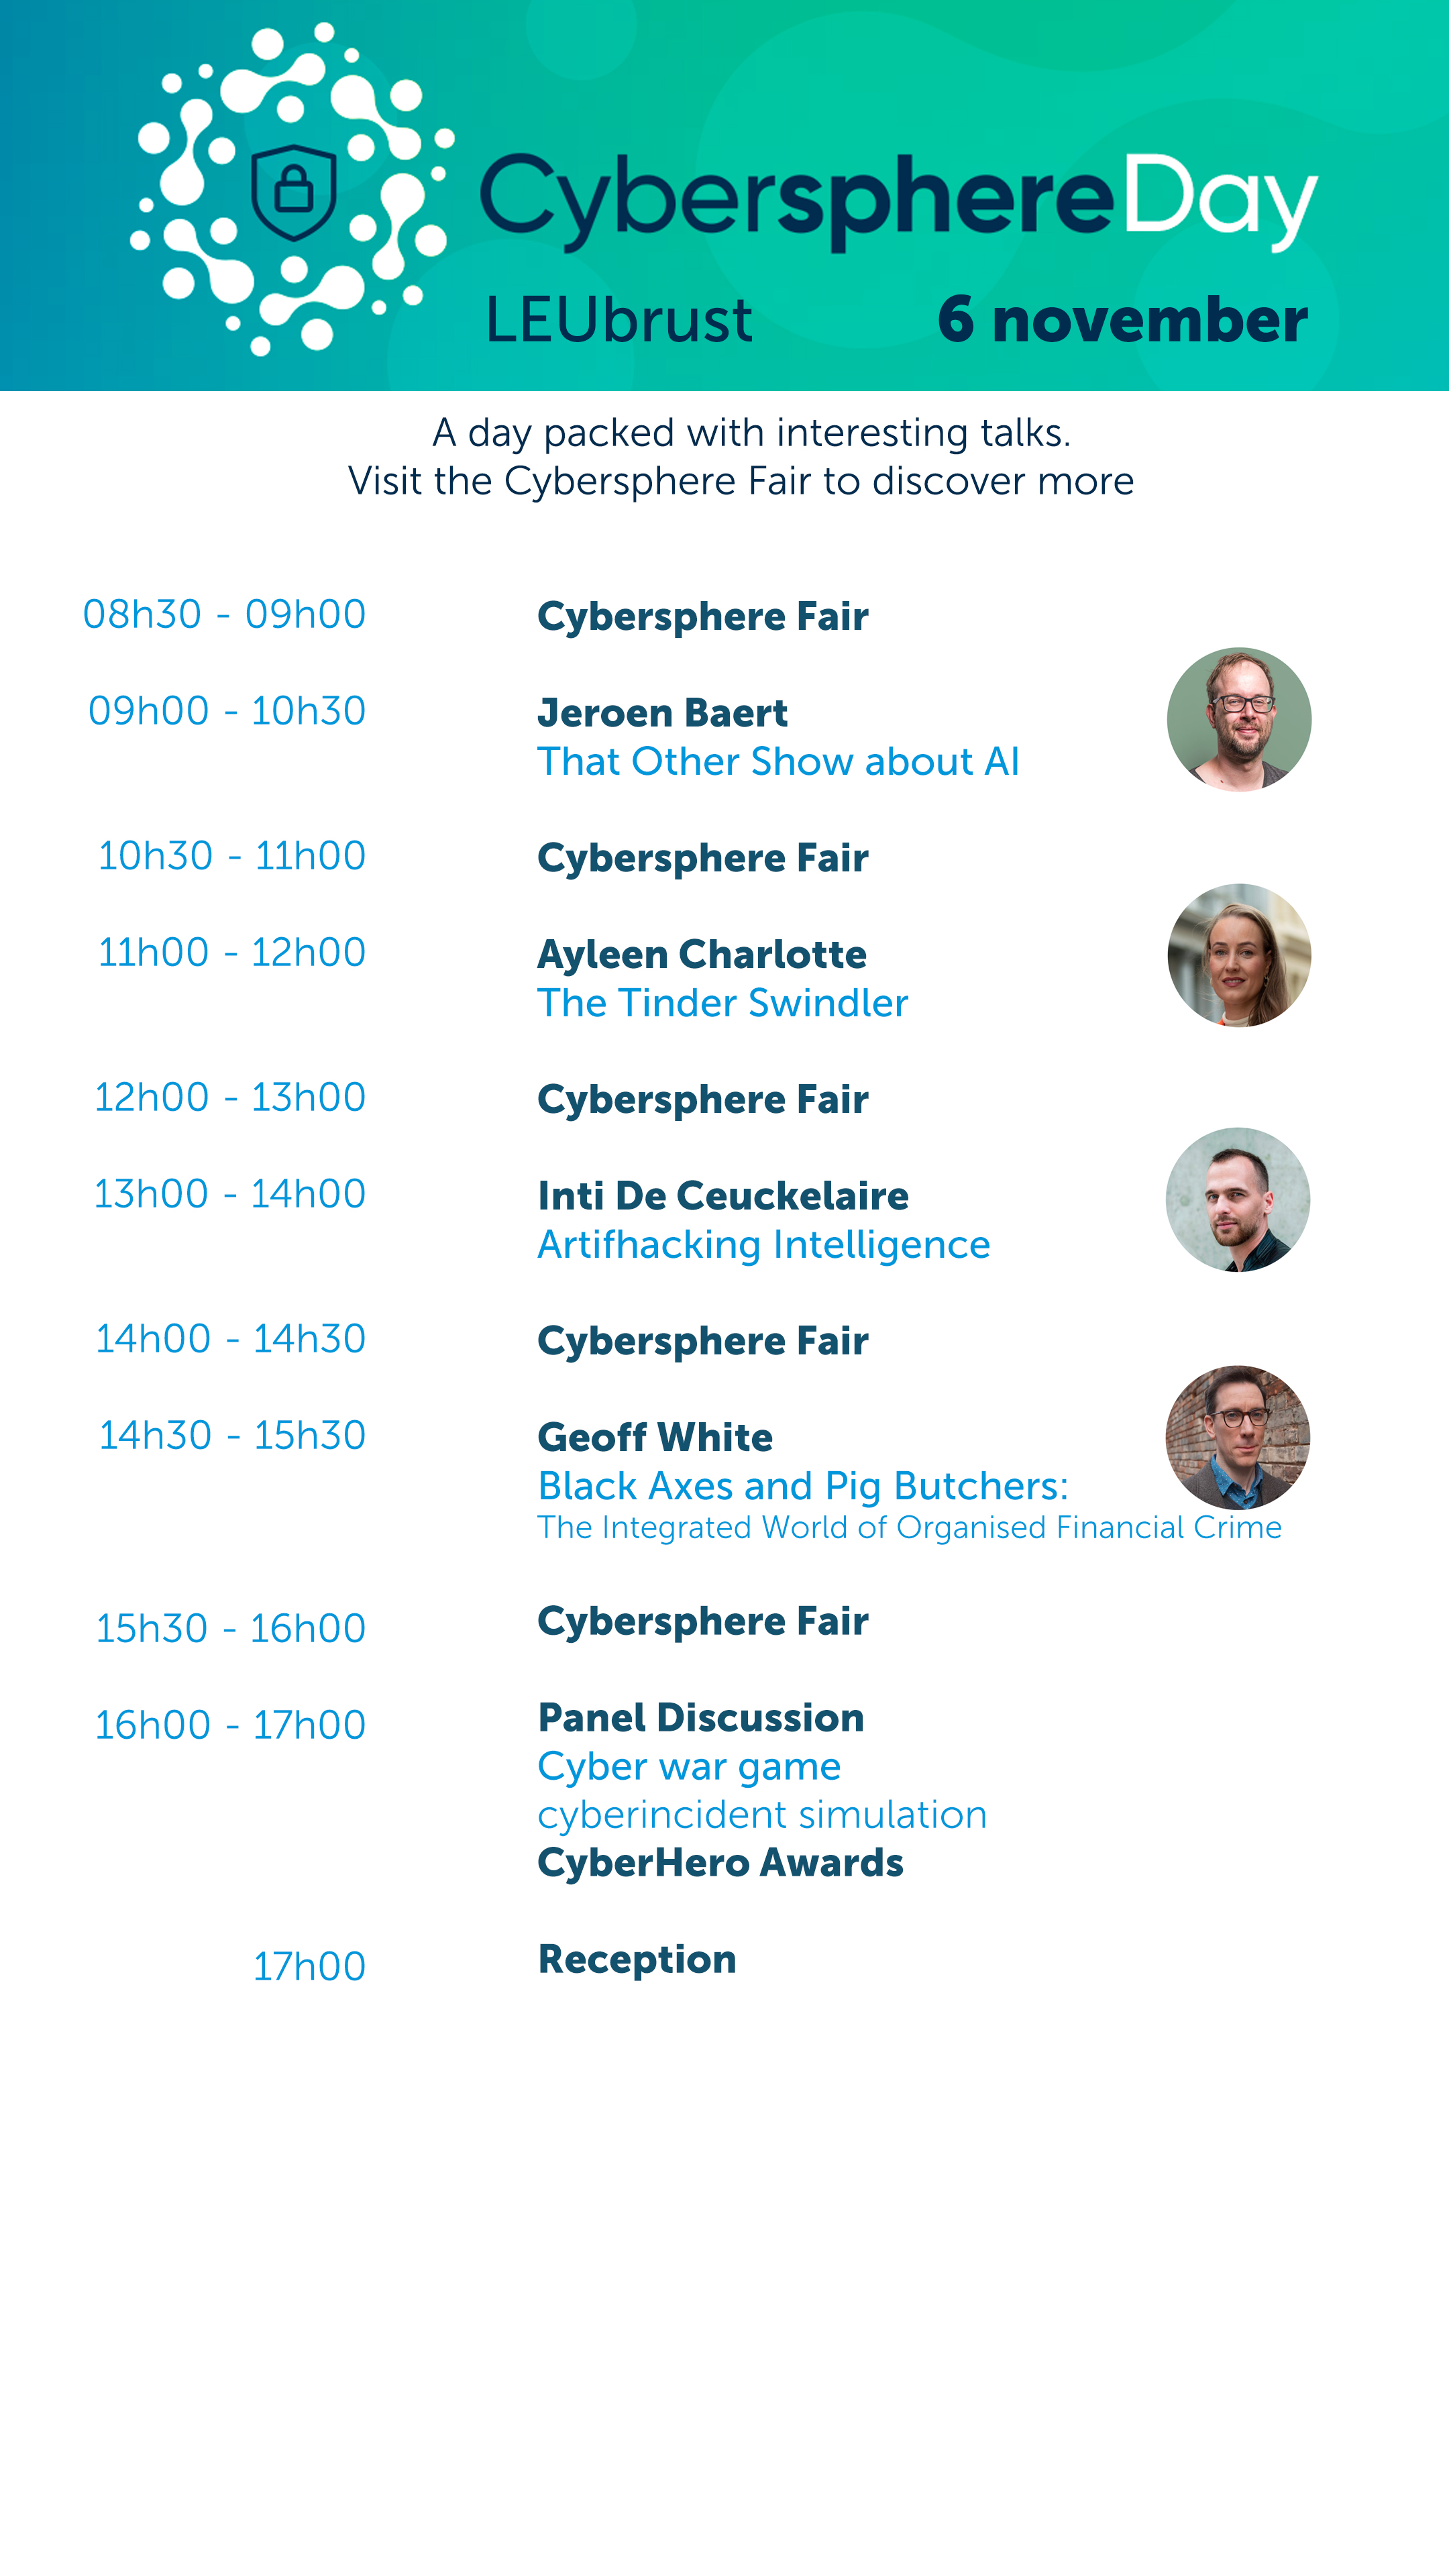 CybersphereDay
LEUbrust 6 november
A day packed with interesting talks.
Visit the Cybersphere Fair to discover more
08h30 - 09h00 Cybersphere Fair
09h00 - 10h30 Jeroen Baert
That Other Show about AI
10h30 - 11h00 Cybersphere Fair
11h00 - 12h00 Ayleen Charlotte
The Tinder Swindler
12h00 - 13h00 Cybersphere Fair
13h00 - 14h00 Inti De Ceuckelaire
Artifhacking Intelligence
14h00 - 14h30 Cybersphere Fair
14h30 - 15h30 Geoff White
Black Axes and Pig Butchers:
The Integrated World of Organised Financial Crime
15h30 - 16h00 Cybersphere Fair
16h00 - 17h00 Panel Discussion
Cyber war game
cyberincident simulation
CyberHero Awards
17h00 Reception